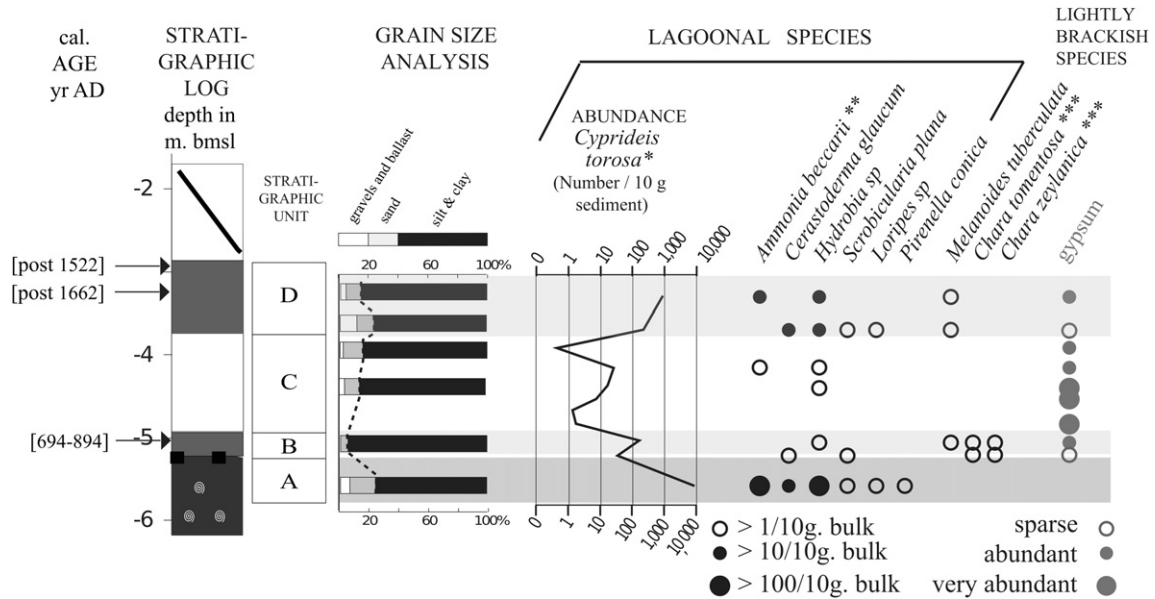 cal.
AGE
yr AD
STRATI-
GRAPHIC
LOG
depth in
m. bmsl
GRAIN SIZE
ANALYSIS
LAGOONAL SPECIES
LIGHTLY
BRACKISH
SPECIES
STRATI-
GRAPHIC
UNIT
gravels and ballast
sand
silt & clay
ABUNDANCE
Cyprideis
torosa*
(Number / 10 g
sediment)
Ammonia beccarii **
Cerastoderma glaucum
Hydrobia sp
Scrobicularia plana
Loripes sp
Pirenella conica
Melanoides tuberculata
Chara tomentosa ***
Chara zeylanica ***
gypsum
20 60 100%
0 1 10 100 1,000 10,000
-2
-4
-5
-6
[post 1522]
[post 1662]
[694-894]
D
C
B
A
20 60 100%
0 1 10 100 1,000 10,000
> 1/10g. bulk
> 10/10g. bulk
> 100/10g. bulk
sparse
abundant
very abundant